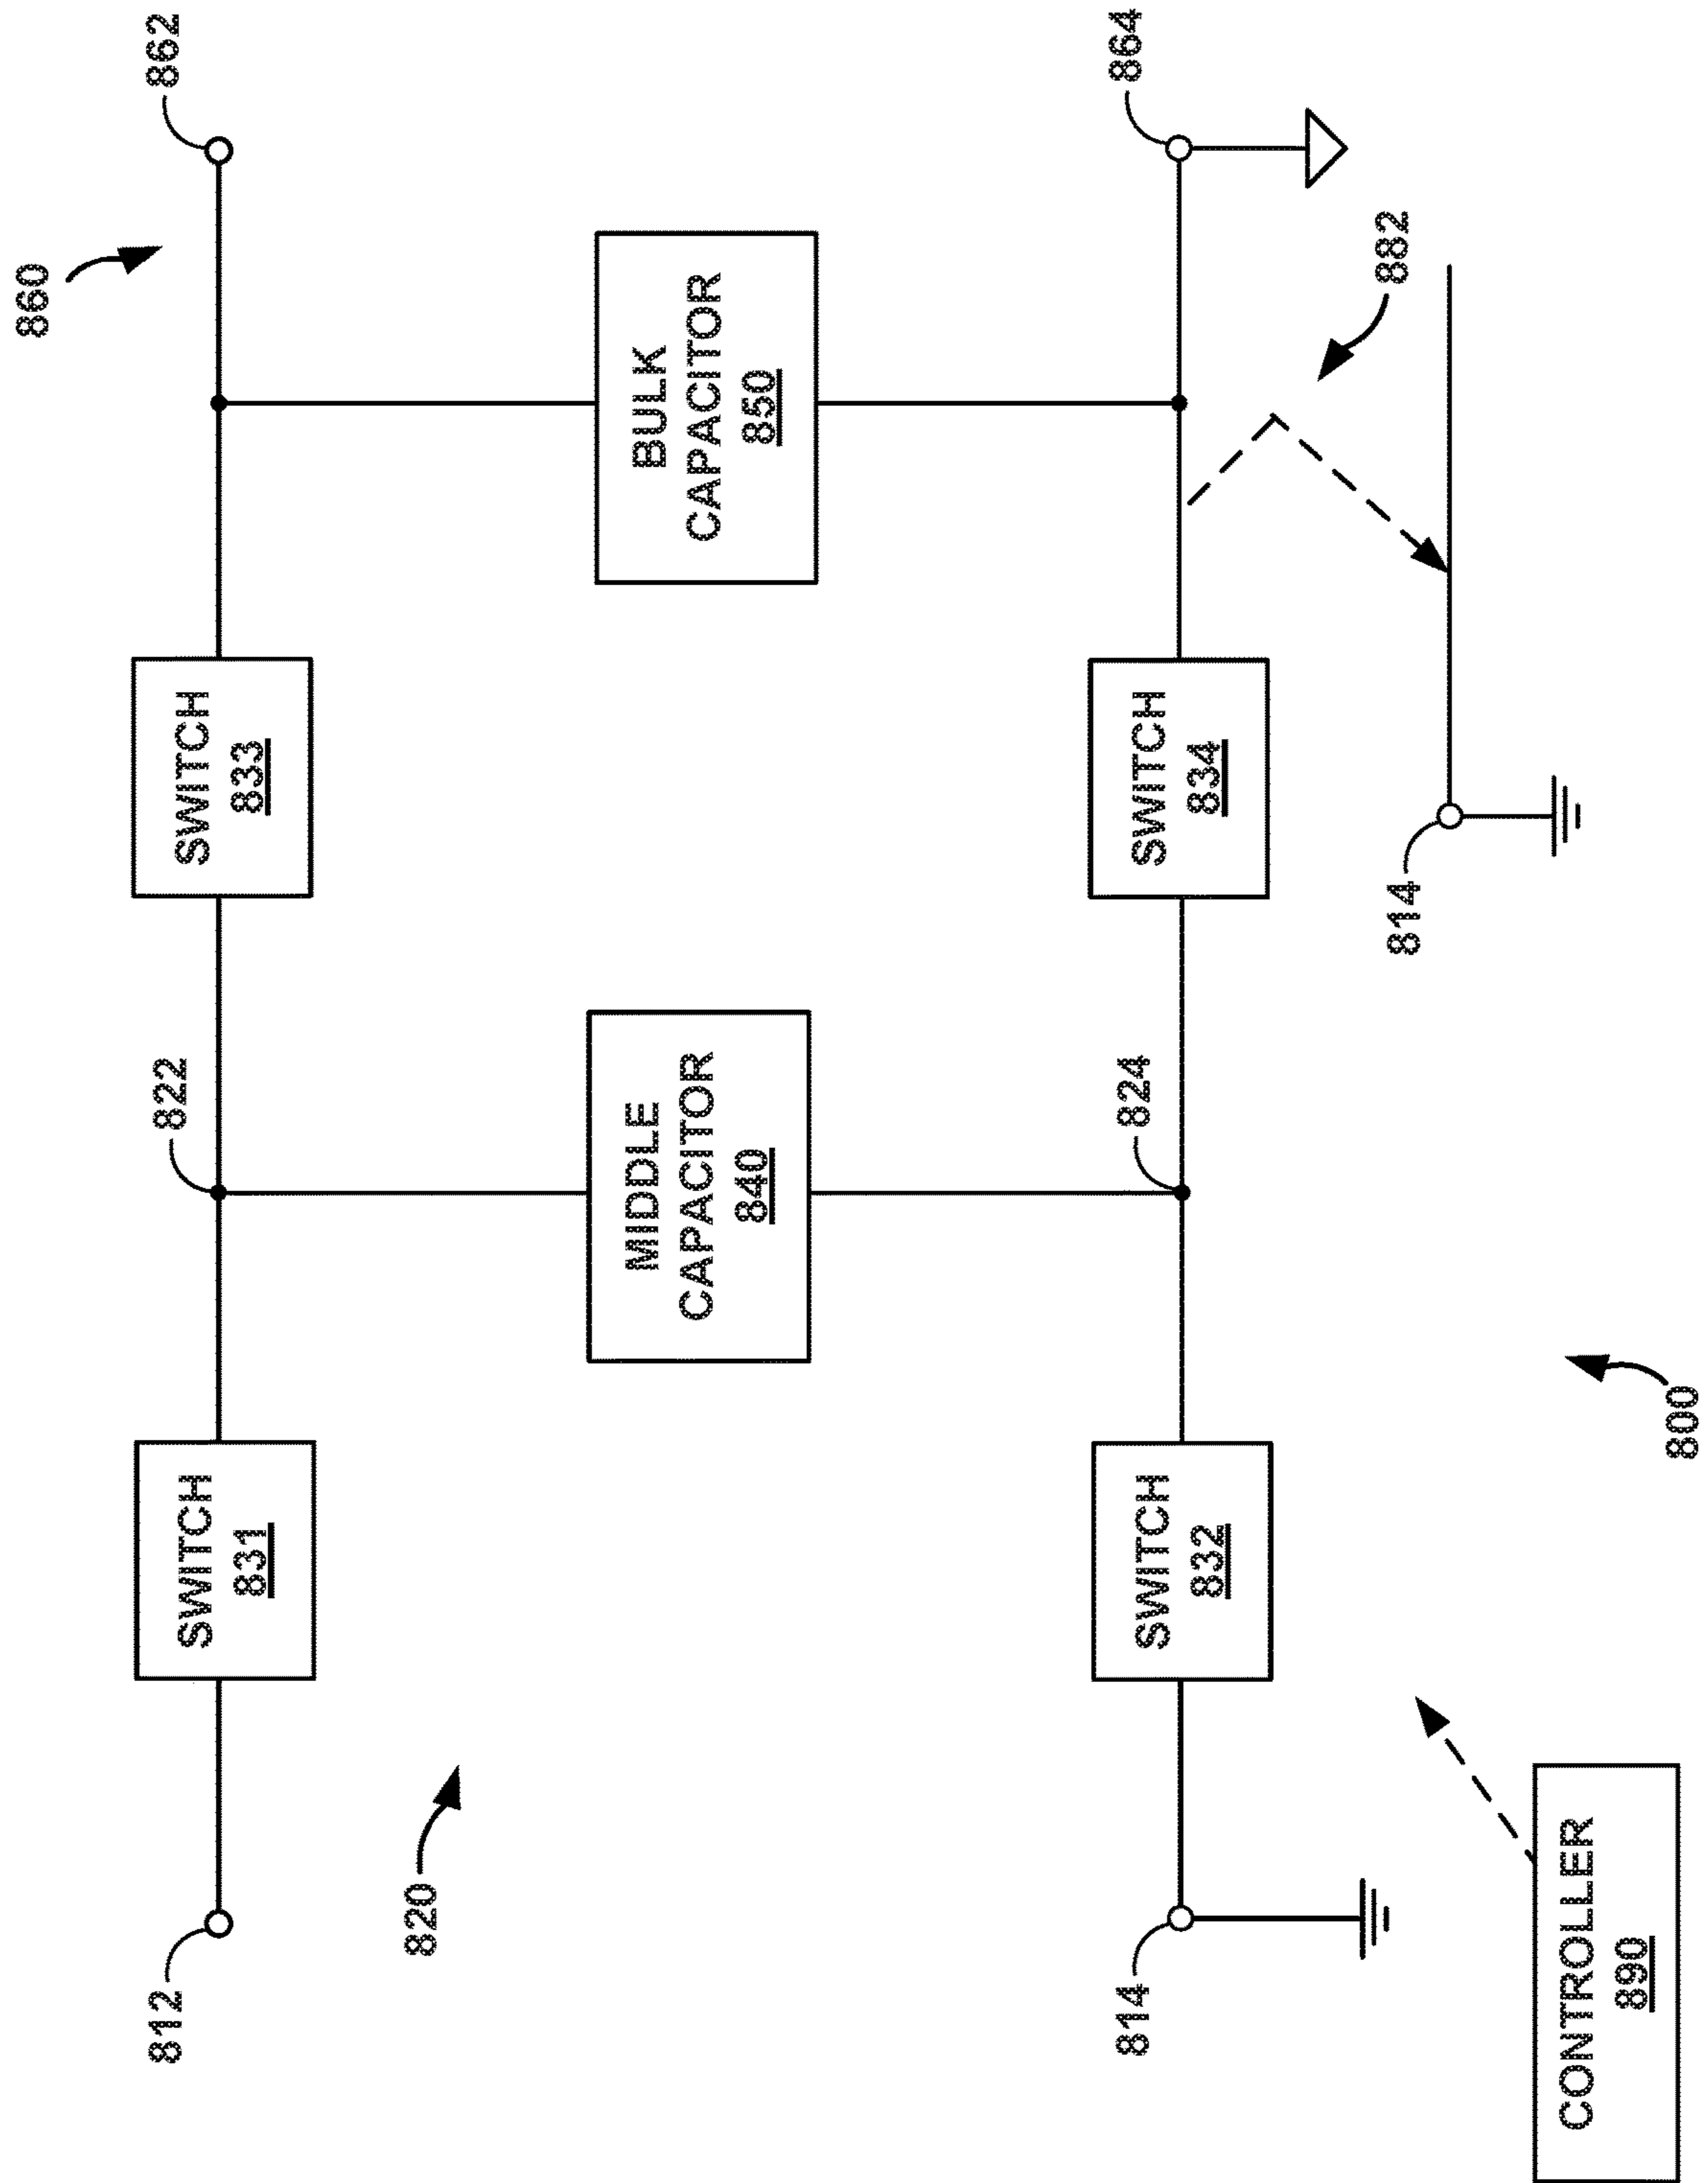 860
862
822
SWITCH
831
SWITCH
833
812
820
MIDDLE
CAPACITOR
840
BULK
CAPACITOR
850
824
864
814
SWITCH
832
SWITCH
834
882
814
CONTROLLER
890
800